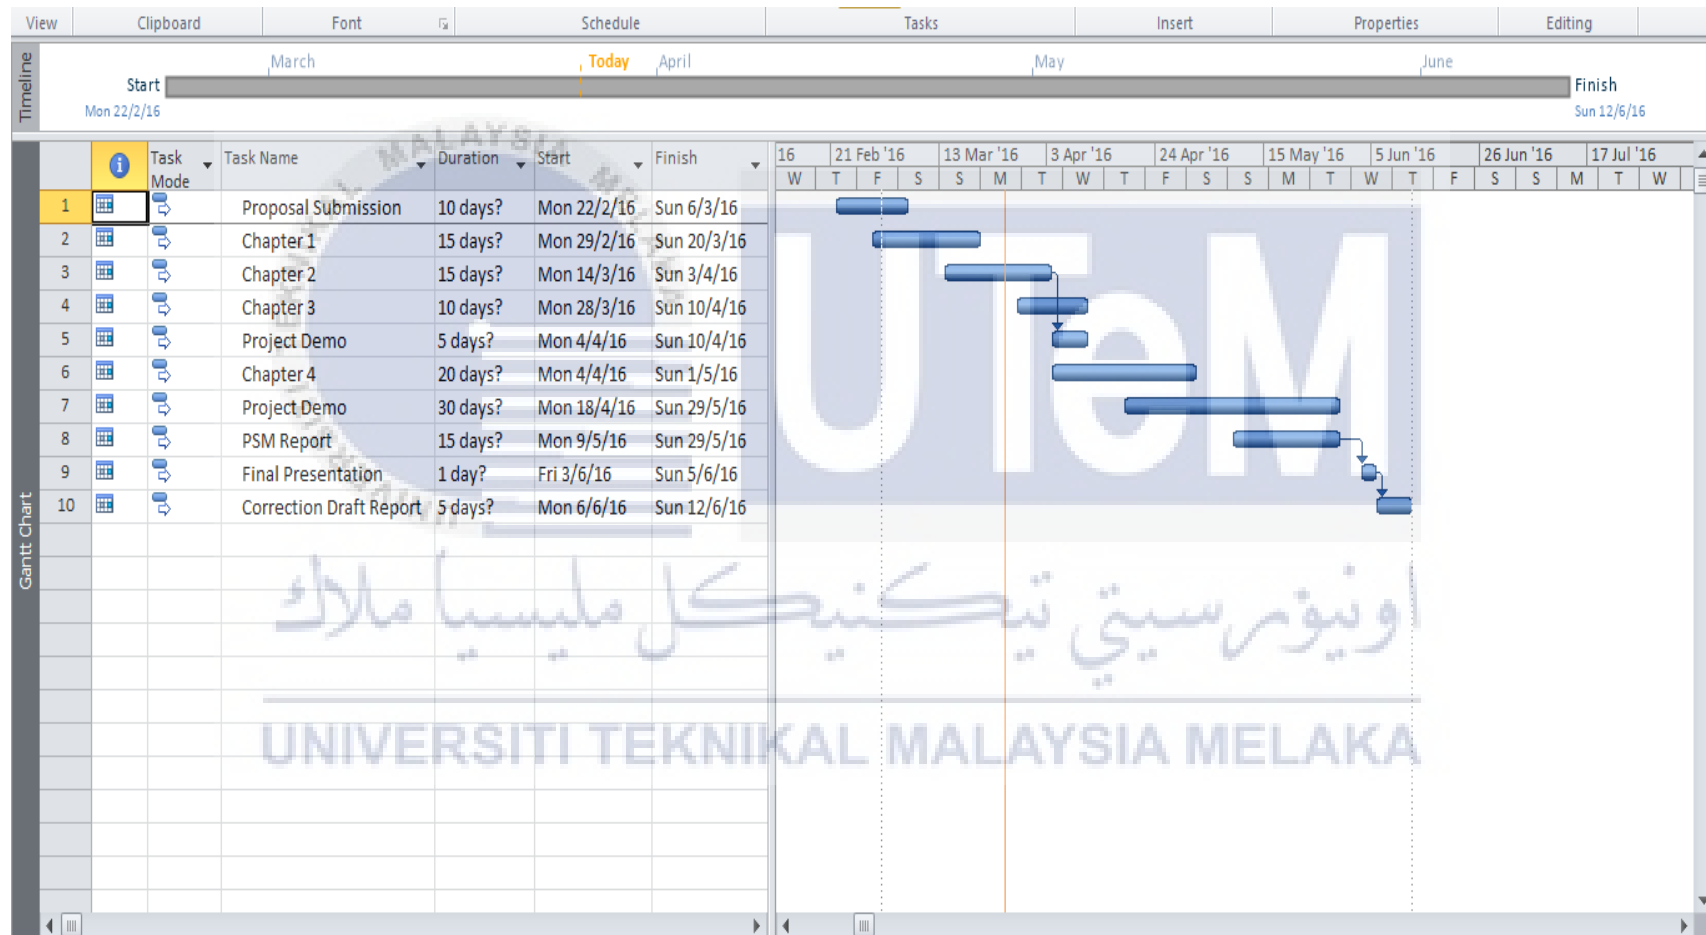 View Clipboard Font Schedule Tasks Insert Properties Editing
March Today April May June
Start Finish
Mon 22/2/16 Sun 12/6/16
Timeline
Task Mode Task Name Duration Start Finish
16 21 Feb '16 13 Mar '16 3 Apr '16 24 Apr '16 15 May '16 5 Jun '16 26 Jun '16 17 Jul '16
W T F S S M T W T F S S M T W T F S S M T W
1 Proposal Submission 10 days? Mon 22/2/16 Sun 6/3/16
2 Chapter 1 15 days? Mon 29/2/16 Sun 20/3/16
3 Chapter 2 15 days? Mon 14/3/16 Sun 3/4/16
4 Chapter 3 10 days? Mon 28/3/16 Sun 10/4/16
5 Project Demo 5 days? Mon 4/4/16 Sun 10/4/16
6 Chapter 4 20 days? Mon 4/4/16 Sun 1/5/16
7 Project Demo 30 days? Mon 18/4/16 Sun 29/5/16
8 PSM Report 15 days? Mon 9/5/16 Sun 29/5/16
9 Final Presentation 1 day? Fri 3/6/16 Sun 5/6/16
10 Correction Draft Report 5 days? Mon 6/6/16 Sun 12/6/16
Gantt Chart
UTeM
اونيۏرسيتي تيكنيكل مليسيا ملاك
UNIVERSITI TEKNIKAL MALAYSIA MELAKA